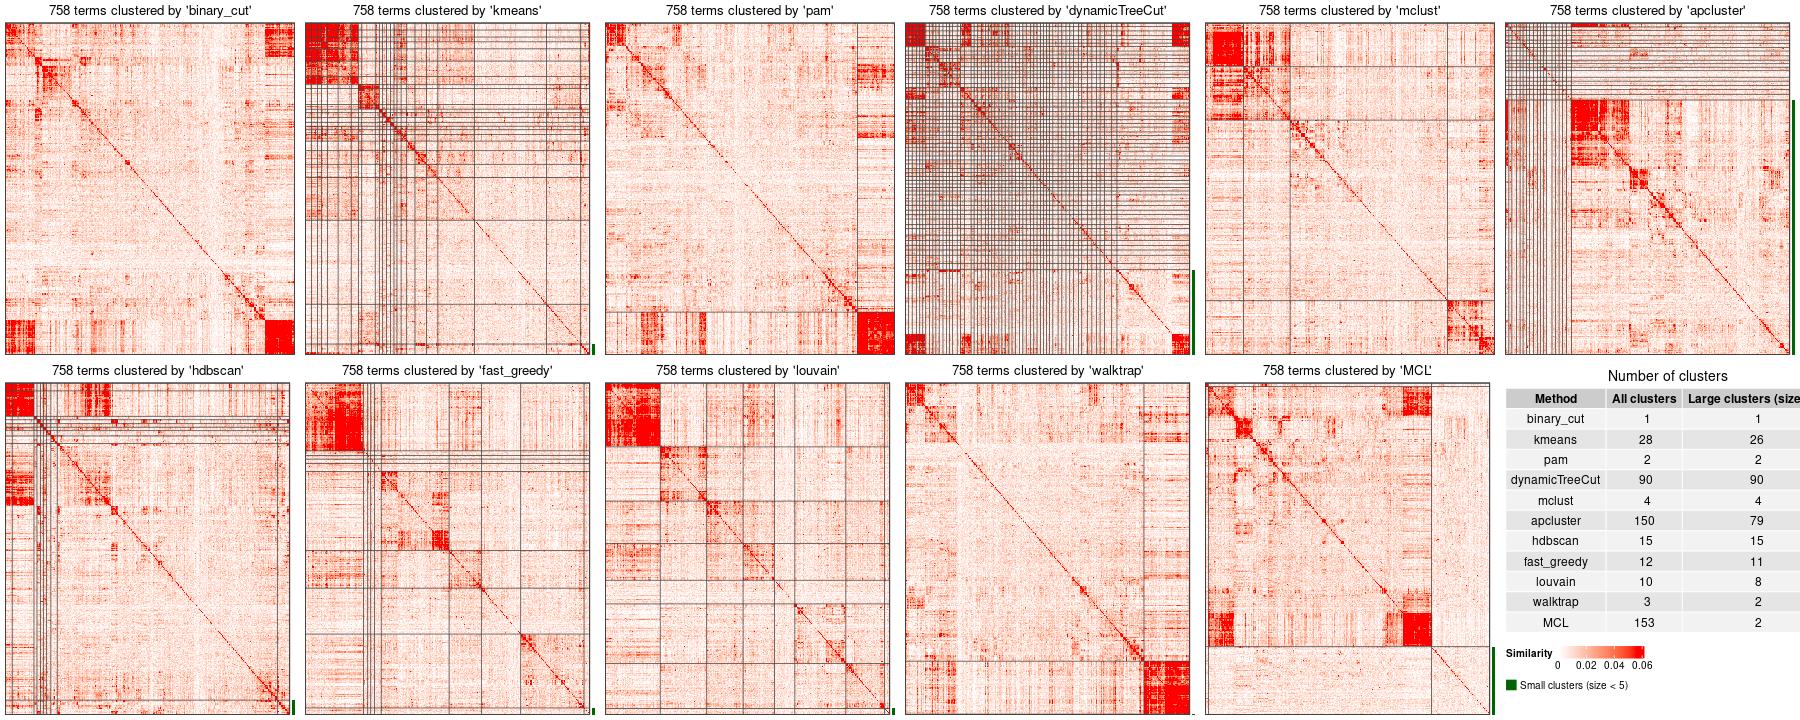 758 terms clustered by 'binary_cut'
758 terms clustered by 'kmeans'
758 terms clustered by 'pam'
758 terms clustered by 'dynamicTreeCut'
758 terms clustered by 'mclust'
758 terms clustered by 'apcluster'
758 terms clustered by 'hdbscan'
758 terms clustered by 'fast_greedy'
758 terms clustered by 'louvain'
758 terms clustered by 'walktrap'
758 terms clustered by 'MCL'
Number of clusters
Method All clusters Large clusters (size
binary_cut 1 1
kmeans 28 26
pam 2 2
dynamicTreeCut 90 90
mclust 4 4
apcluster 150 79
hdbscan 15 15
fast_greedy 12 11
louvain 10 8
walktrap 3 2
MCL 153 2
Similarity
0 0.02 0.04 0.06
Small clusters (size < 5)